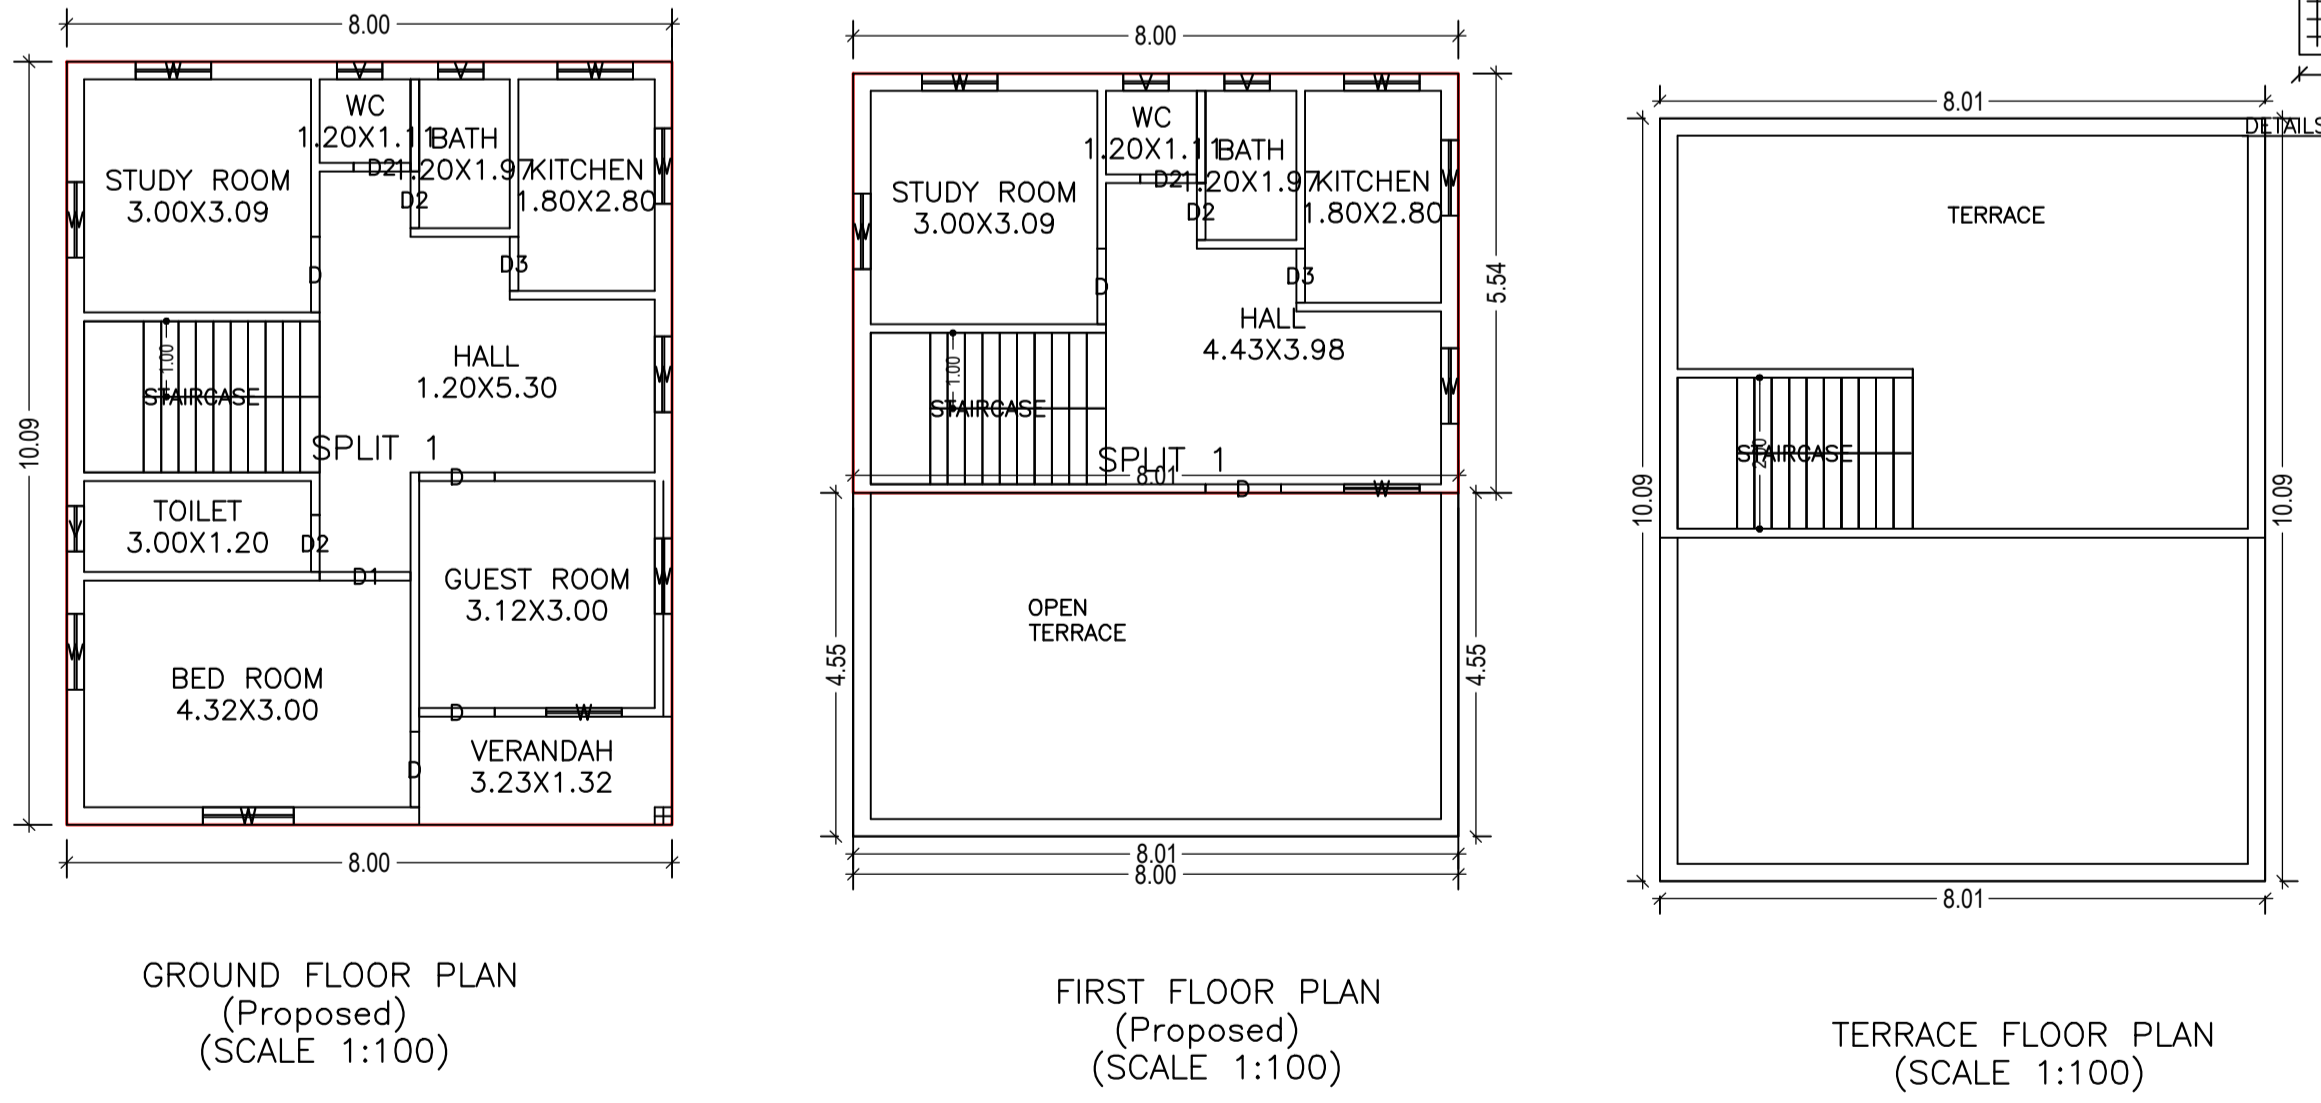 8.00
W
V
V
W
WC
1.20X1.11
BATH
1.20X1.97
D2
D2
KITCHEN
1.80X2.80
W
STUDY ROOM
3.00X3.09
W
D
D3
1.00
STAIRCASE
HALL
1.20X5.30
W
10.09
SPLIT 1
D
TOILET
3.00X1.20
V
D2
D1
GUEST ROOM
3.12X3.00
W
W
BED ROOM
4.32X3.00
D
W
VERANDAH
3.23X1.32
D
W
8.00
GROUND FLOOR PLAN
(Proposed)
(SCALE 1:100)
8.00
W
V
V
W
WC
1.20X1.11
BATH
1.20X1.97
D2
D2
KITCHEN
1.80X2.80
W
STUDY ROOM
3.00X3.09
W
D
D3
5.54
HALL
4.43X3.98
1.00
STAIRCASE
W
SPLIT 1
8.01
D
W
OPEN
TERRACE
4.55
4.55
8.01
8.00
FIRST FLOOR PLAN
(Proposed)
(SCALE 1:100)
8.01
DETAILS
TERRACE
STAIRCASE
10.09
10.09
8.01
TERRACE FLOOR PLAN
(SCALE 1:100)